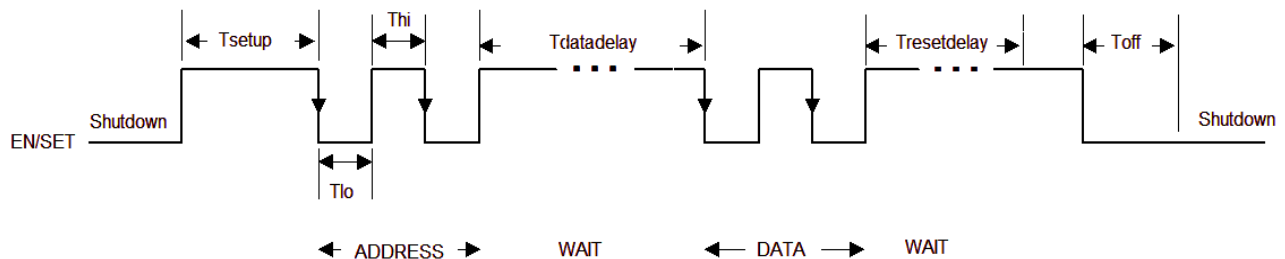 Thi
Tsetup
Tdatadelay
Tresetdelay
Toff
Shutdown
Shutdown
EN/SET
Tlo
ADDRESS WAIT DATA WAIT